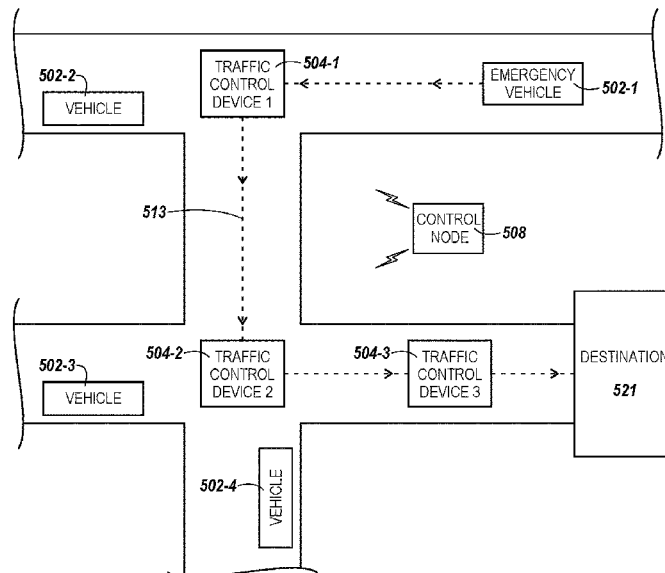 502-2
VEHICLE
TRAFFIC
CONTROL
DEVICE 1
504-1
EMERGENCY
VEHICLE
502-1
513
CONTROL
NODE
508
502-3
VEHICLE
504-2
TRAFFIC
CONTROL
DEVICE 2
504-3
TRAFFIC
CONTROL
DEVICE 3
DESTINATION
521
502-4
VEHICLE